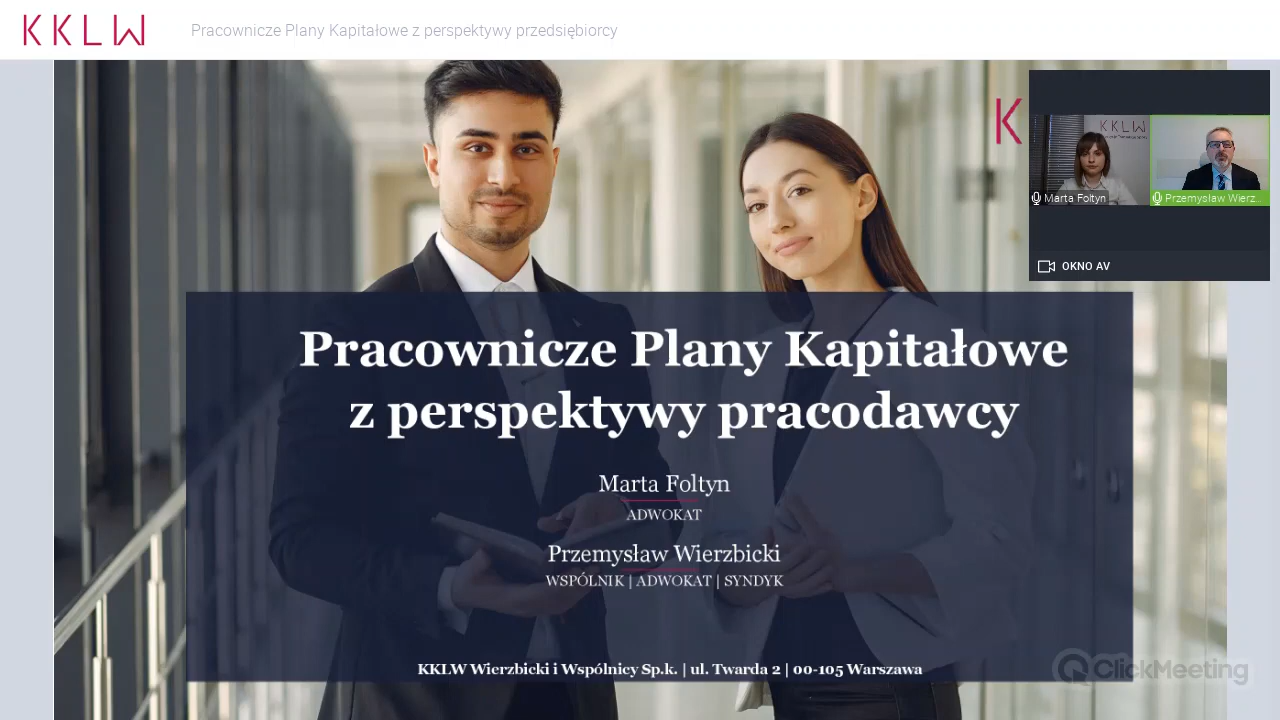 KKLW
Pracownicze Plany Kapitałowe z perspektywy przedsiębiorcy
K
KKLW
Marta Fołtyn
Przemysław Wierz...
OKNO AV
Pracownicze Plany Kapitałowe
z perspektywy pracodawcy
Marta Foltyn
ADWOKAT
Przemysław Wierzbicki
WSPÓLNIK | ADWOKAT | SYNDYK
KKLW Wierzbicki i Wspólnicy Sp.k. | ul. Twarda 2 | 00-105 Warszawa
ClickMeeting